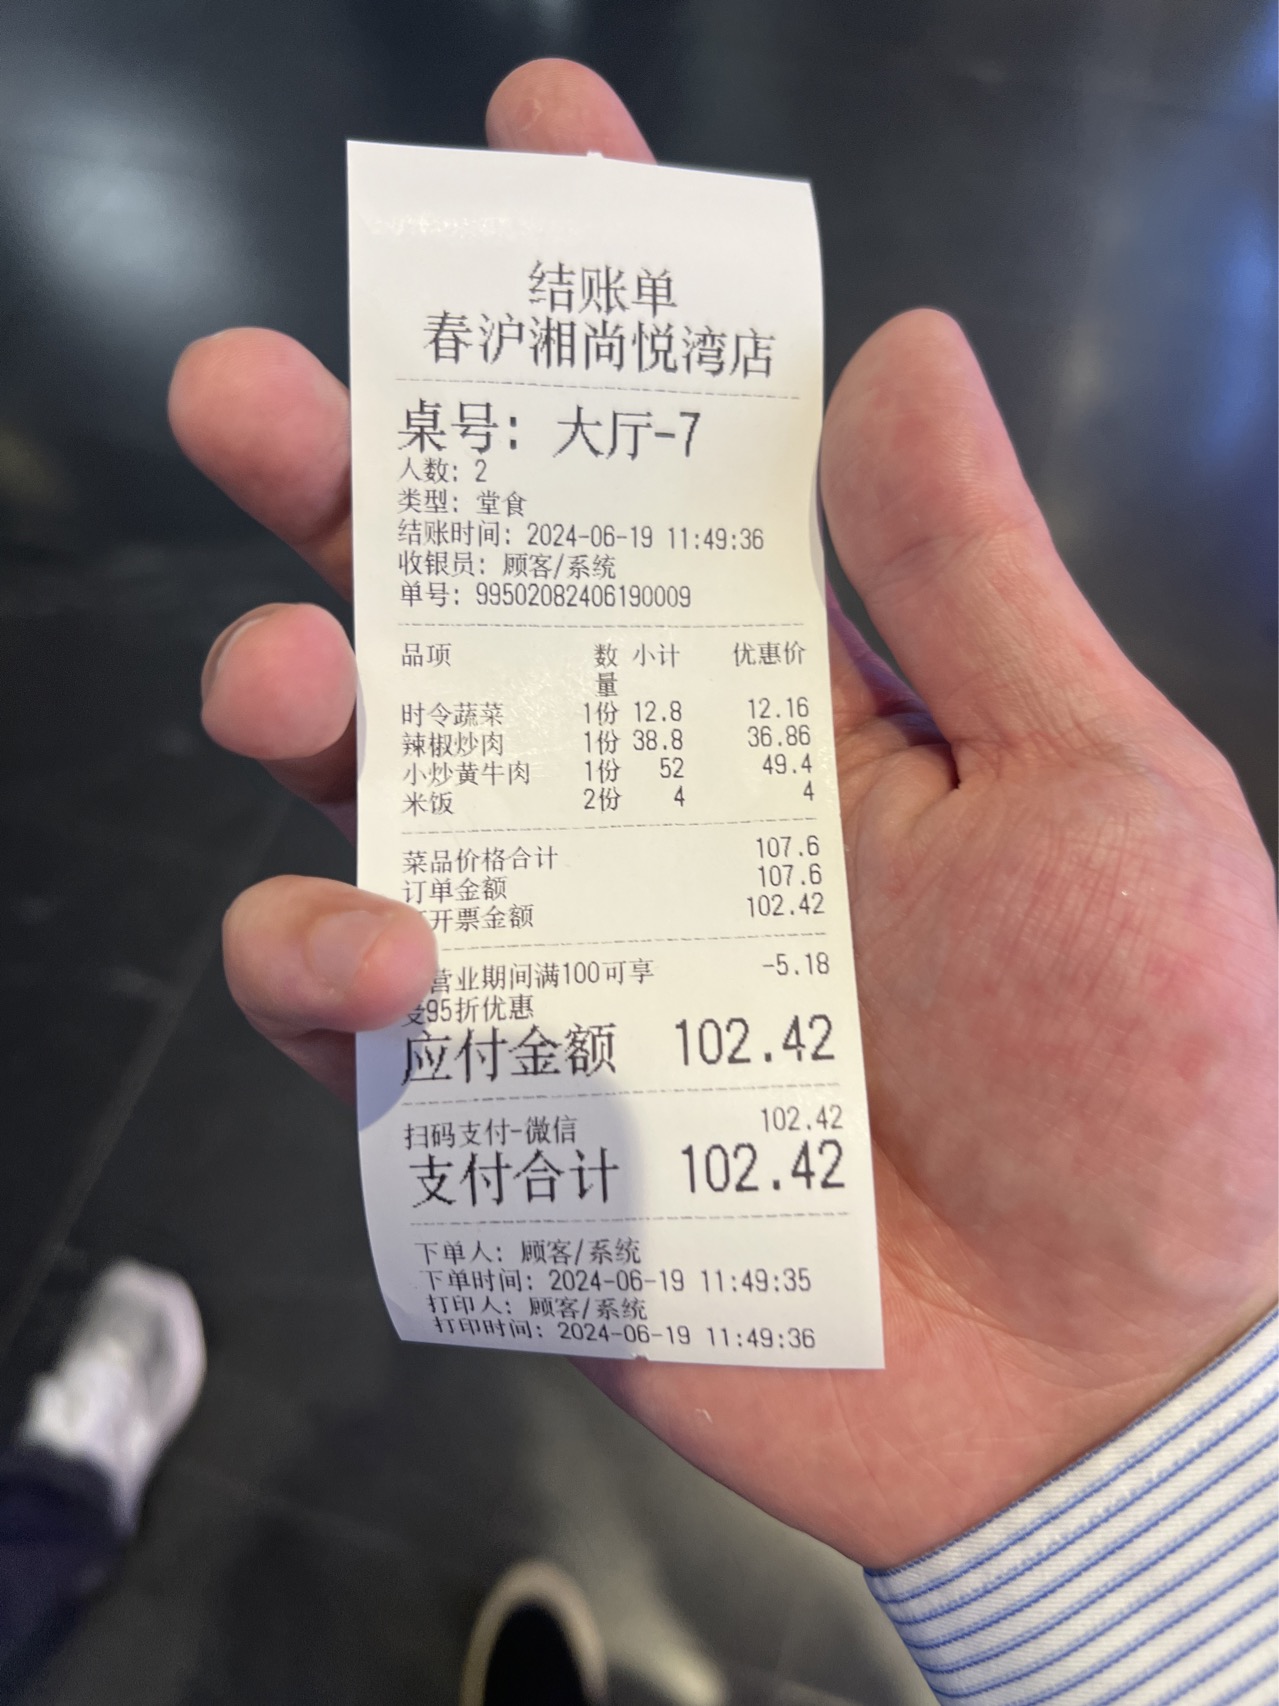 结账单
春沪湘尚悦湾店
桌号: 大厅-7
人数: 2
类型: 堂食
结账时间: 2024-06-19 11:49:36
收银员: 顾客/系统
单号: 99502082406190009
品项 数量 小计 优惠价
时令蔬菜 1份 12.8 12.16
辣椒炒肉 1份 38.8 36.86
小炒黄牛肉 1份 52 49.4
米饭 2份 4 4
菜品价格合计 107.6
订单金额 107.6
开票金额 102.42
营业期间满100可享 -5.18
受95折优惠
应付金额 102.42
扫码支付-微信 102.42
支付合计 102.42
下单人: 顾客/系统
下单时间: 2024-06-19 11:49:35
打印人: 顾客/系统
打印时间: 2024-06-19 11:49:36